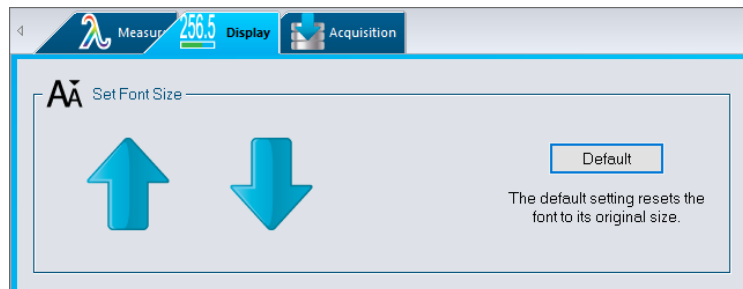 Measur
256.5
Display
Acquisition
Set Font Size
Default
The default setting resets the
font to its original size.